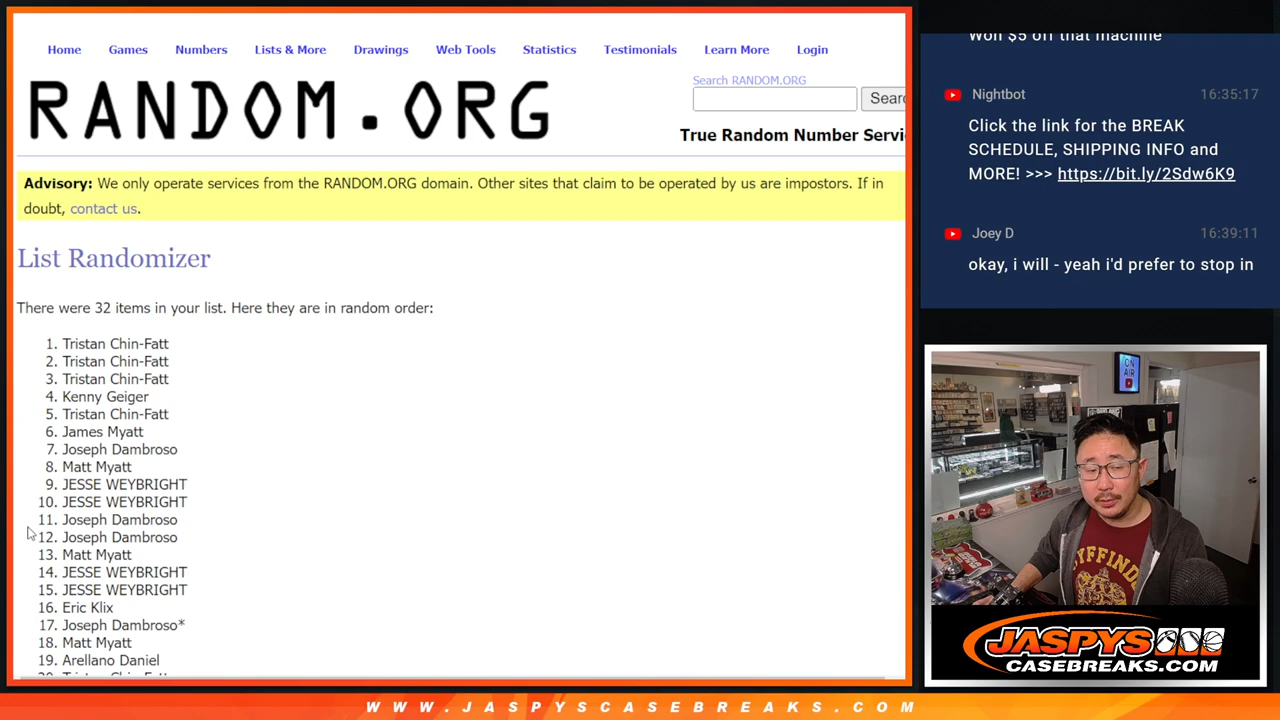 Home Games Numbers Lists & More Drawings Web Tools Statistics Testimonials Learn More Login
RANDOM.ORG
Search RANDOM.ORG
Sear
True Random Number Servi
Advisory: We only operate services from the RANDOM.ORG domain. Other sites that claim to be operated by us are impostors. If in
doubt, contact us.
List Randomizer
There were 32 items in your list. Here they are in random order:
1. Tristan Chin-Fatt
2. Tristan Chin-Fatt
3. Tristan Chin-Fatt
4. Kenny Geiger
5. Tristan Chin-Fatt
6. James Myatt
7. Joseph Dambroso
8. Matt Myatt
9. JESSE WEYBRIGHT
10. JESSE WEYBRIGHT
11. Joseph Dambroso
12. Joseph Dambroso
13. Matt Myatt
14. JESSE WEYBRIGHT
15. JESSE WEYBRIGHT
16. Eric Klix
17. Joseph Dambroso*
18. Matt Myatt
19. Arellano Daniel
Won $5 off that machine
Nightbot 16:35:17
Click the link for the BREAK
SCHEDULE, SHIPPING INFO and
MORE! >>> https://bit.ly/2Sdw6K9
Joey D 16:39:11
okay, i will - yeah i'd prefer to stop in
ON
AIR
JASPYS
CASEBREAKS.COM
WWW.JASPYSCASEBREAKS.COM